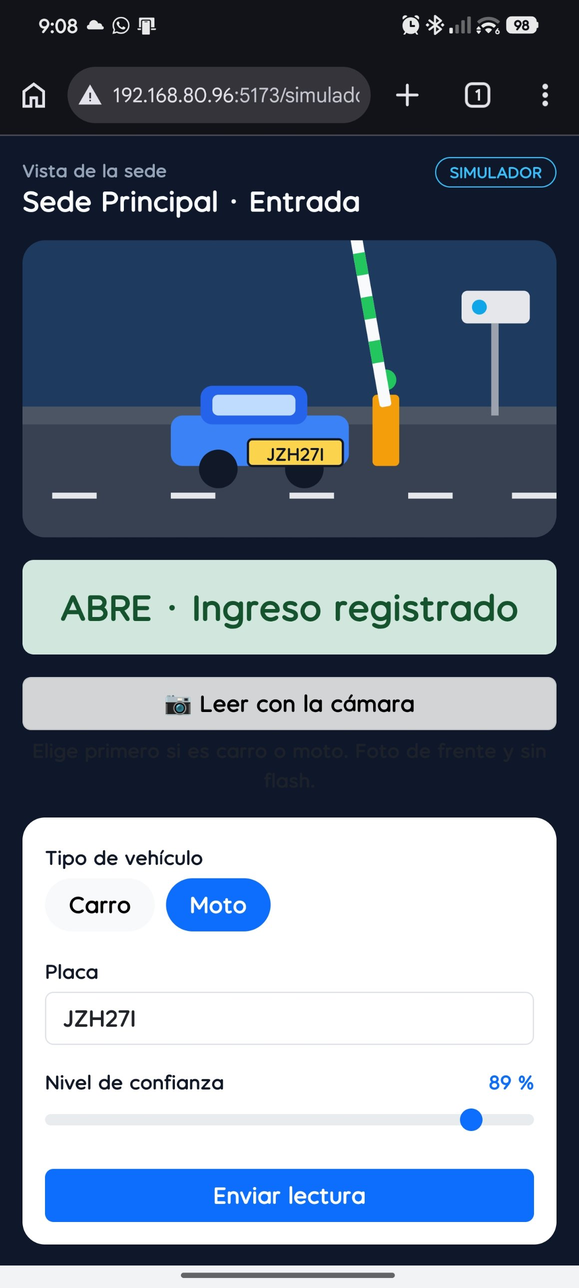 9:08
98
192.168.80.96:5173/simulado
1
Vista de la sede
SIMULADOR
Sede Principal · Entrada
JZH27I
ABRE · Ingreso registrado
📷 Leer con la cámara
Elige primero si es carro o moto. Foto de frente y sin
flash.
Tipo de vehículo
Carro Moto
Placa
JZH27I
Nivel de confianza 89 %
Enviar lectura